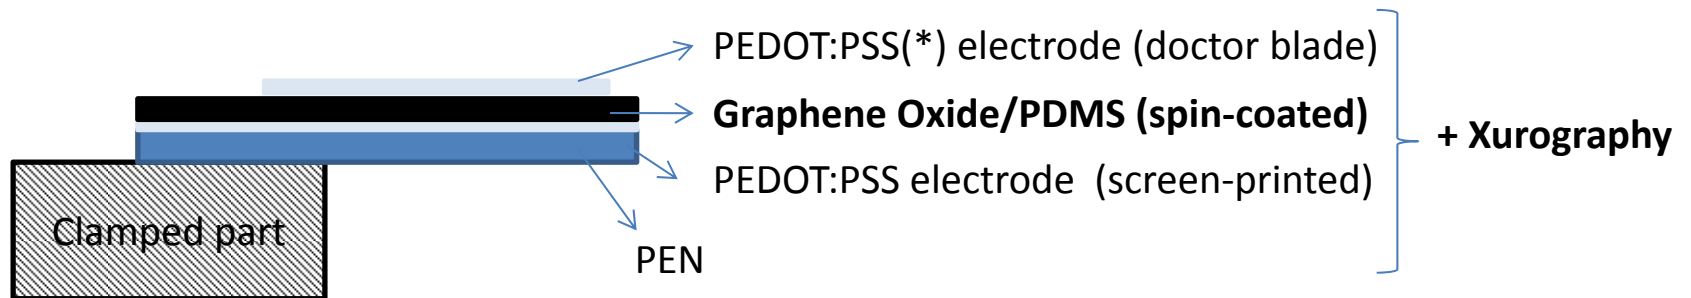 PEDOT:PSS(*) electrode (doctor blade)
Graphene Oxide/PDMS (spin-coated)
+ Xurography
PEDOT:PSS electrode (screen-printed)
Clamped part
PEN